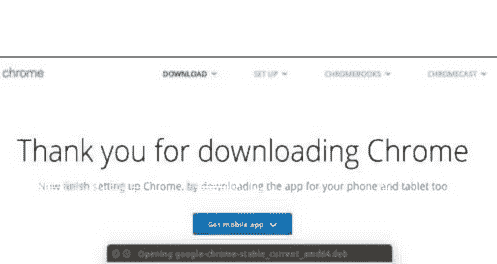 chrome
DOWNLOAD SET UP CHROMEBOOKS CHROMECAST
Thank you for downloading Chrome
Now finish setting up Chrome, by downloading the app for your phone and tablet too
Get mobile app
Opening google-chrome-stable_current_amd64.deb